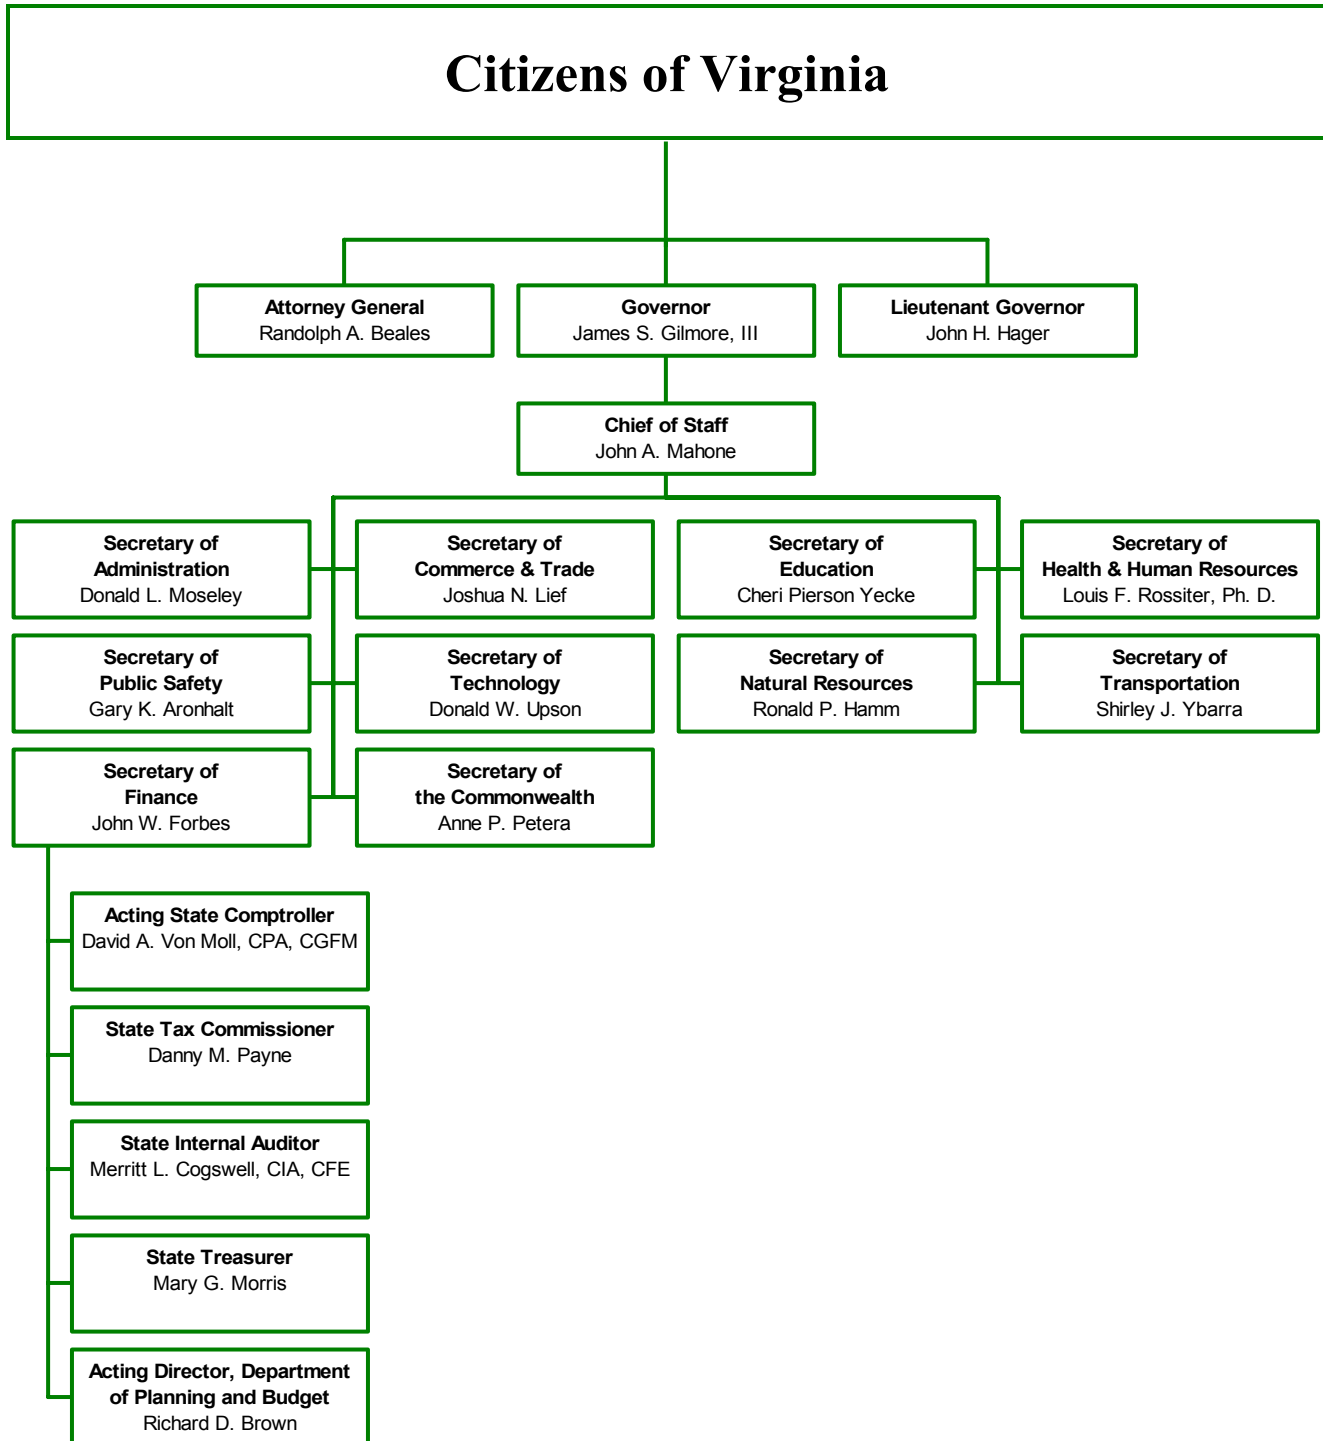 Citizens of Virginia
Attorney General
Randolph A. Beales
Governor
James S. Gilmore, III
Lieutenant Governor
John H. Hager
Chief of Staff
John A. Mahone
Secretary of
Administration
Donald L. Moseley
Secretary of
Commerce & Trade
Joshua N. Lief
Secretary of
Education
Cheri Pierson Yecke
Secretary of
Health & Human Resources
Louis F. Rossiter, Ph. D.
Secretary of
Public Safety
Gary K. Aronhalt
Secretary of
Technology
Donald W. Upson
Secretary of
Natural Resources
Ronald P. Hamm
Secretary of
Transportation
Shirley J. Ybarra
Secretary of
Finance
John W. Forbes
Secretary of
the Commonwealth
Anne P. Petera
Acting State Comptroller
David A. Von Moll, CPA, CGFM
State Tax Commissioner
Danny M. Payne
State Internal Auditor
Merritt L. Cogswell, CIA, CFE
State Treasurer
Mary G. Morris
Acting Director, Department
of Planning and Budget
Richard D. Brown